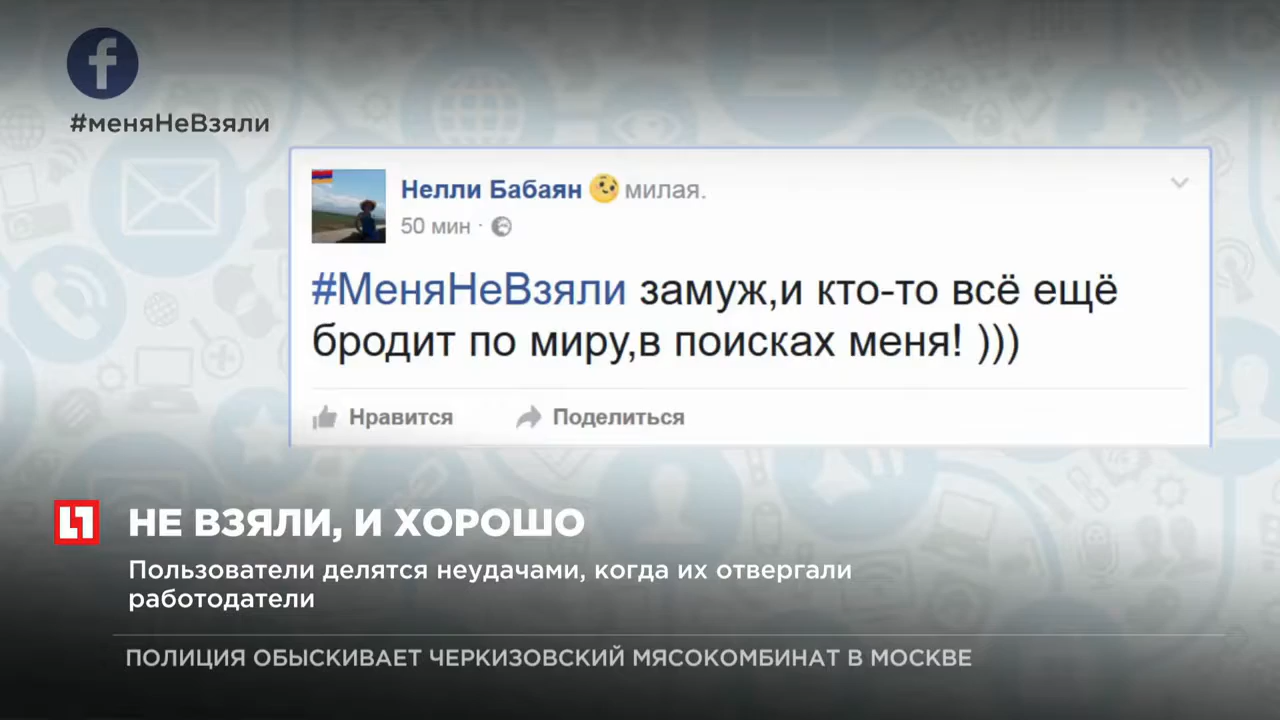 f
#меняНеВзяли
Нелли Бабаян милая.
50 мин ·
#МеняНеВзяли замуж,и кто-то всё ещё
бродит по миру,в поисках меня! )))
Нравится Поделиться
НЕ ВЗЯЛИ, И ХОРОШО
Пользователи делятся неудачами, когда их отвергали
работодатели
ПОЛИЦИЯ ОБЫСКИВАЕТ ЧЕРКИЗОВСКИЙ МЯСОКОМБИНАТ В МОСКВЕ